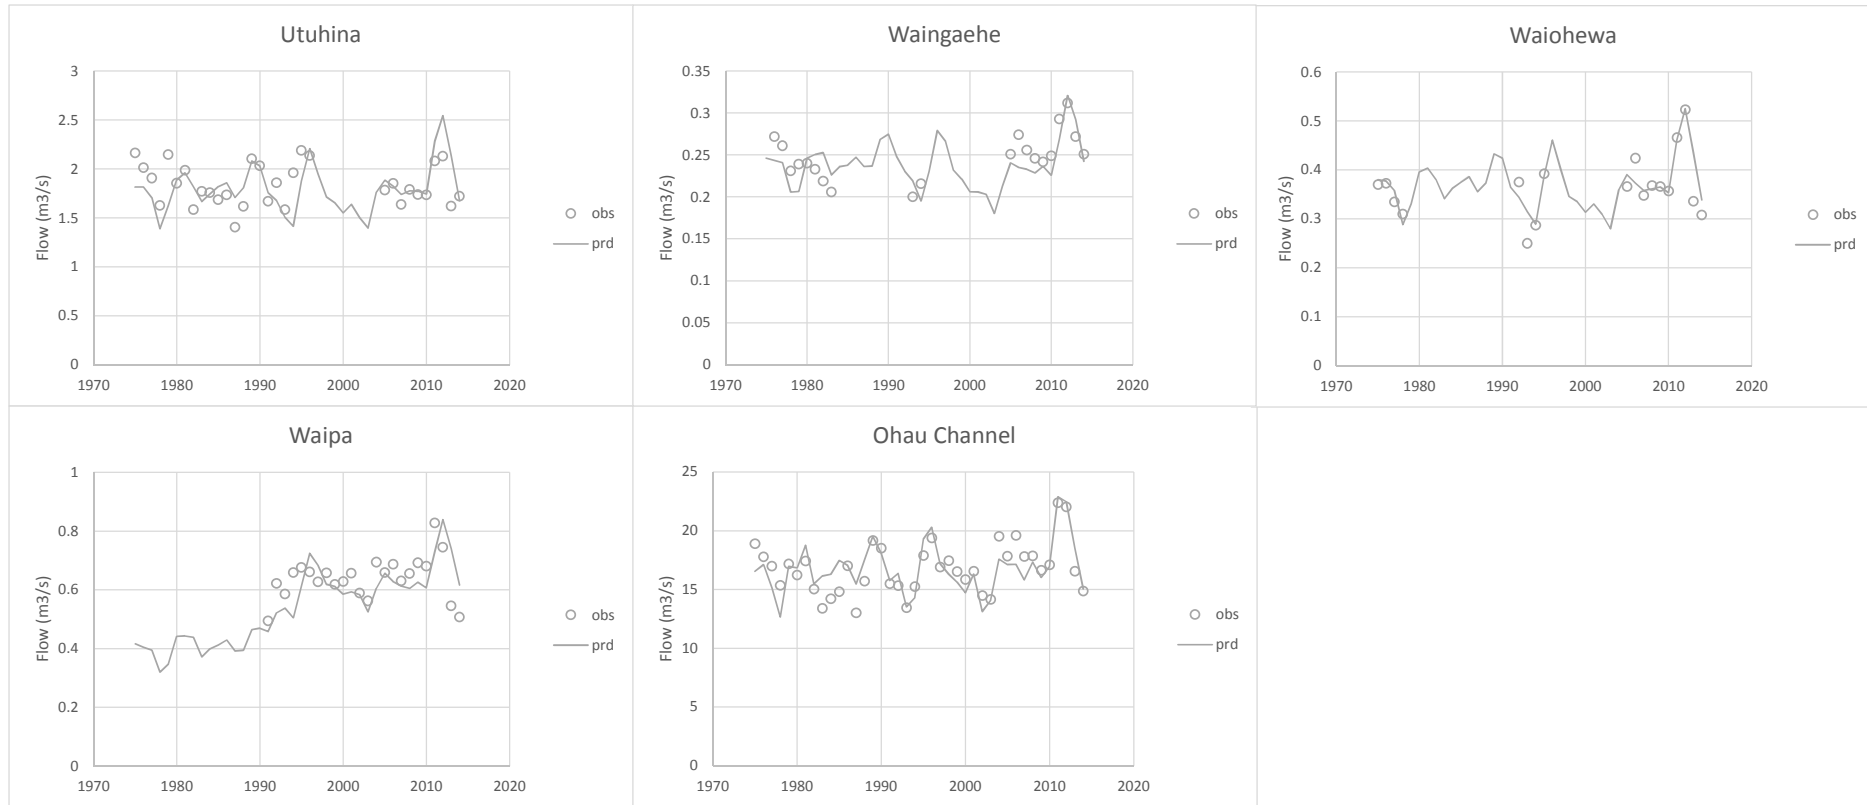 Utuhina
Flow (m3/s)
3
2.5
2
1.5
1
0.5
0
1970 1980 1990 2000 2010 2020
obs
prd
Waingaehe
Flow (m3/s)
0.35
0.3
0.25
0.2
0.15
0.1
0.05
0
1970 1980 1990 2000 2010 2020
obs
prd
Waiohewa
Flow (m3/s)
0.6
0.5
0.4
0.3
0.2
0.1
0
1970 1980 1990 2000 2010 2020
obs
prd
Waipa
Flow (m3/s)
1
0.8
0.6
0.4
0.2
0
1970 1980 1990 2000 2010 2020
obs
prd
Ohau Channel
Flow (m3/s)
25
20
15
10
5
0
1970 1980 1990 2000 2010 2020
obs
prd